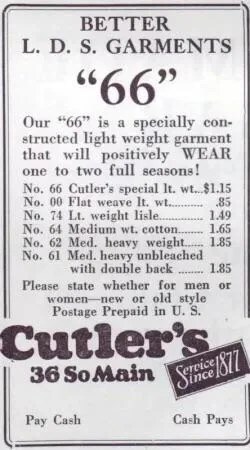 BETTER
L. D. S. GARMENTS
"66"
Our "66" is a specially con-
structed light weight garment
that will positively WEAR
one to two full seasons!
No. 66 Cutler's special lt. wt...$1.15
No. 00 Flat weave lt. wt.......... .85
No. 74 Lt. weight lisle............ 1.49
No. 64 Medium wt. cotton....... 1.65
No. 62 Med. heavy weight...... 1.85
No. 61 Med. heavy unbleached
with double back ....... 1.85
Please state whether for men or
women—new or old style
Postage Prepaid in U. S.
Cutler's
36 So Main
Service
Since 1877
Pay Cash Cash Pays